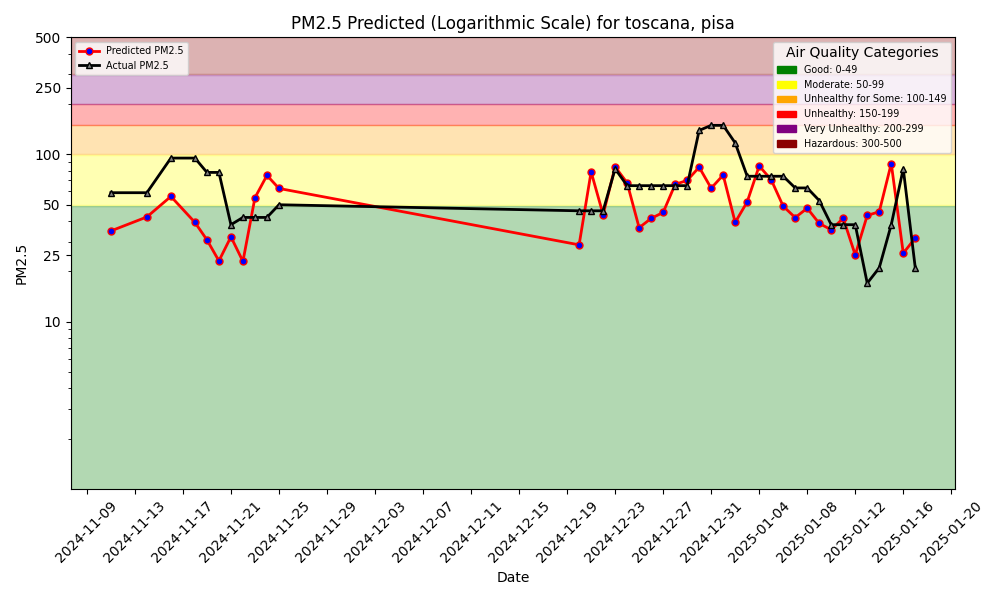 PM2.5 Predicted (Logarithmic Scale) for toscana, pisa
500
250
100
50
25
10
PM2.5
Predicted PM2.5
Actual PM2.5
Air Quality Categories
Good: 0-49
Moderate: 50-99
Unhealthy for Some: 100-149
Unhealthy: 150-199
Very Unhealthy: 200-299
Hazardous: 300-500
2024-11-09
2024-11-13
2024-11-17
2024-11-21
2024-11-25
2024-11-29
2024-12-03
2024-12-07
2024-12-11
2024-12-15
2024-12-19
2024-12-23
2024-12-27
2024-12-31
2025-01-04
2025-01-08
2025-01-12
2025-01-16
2025-01-20
Date